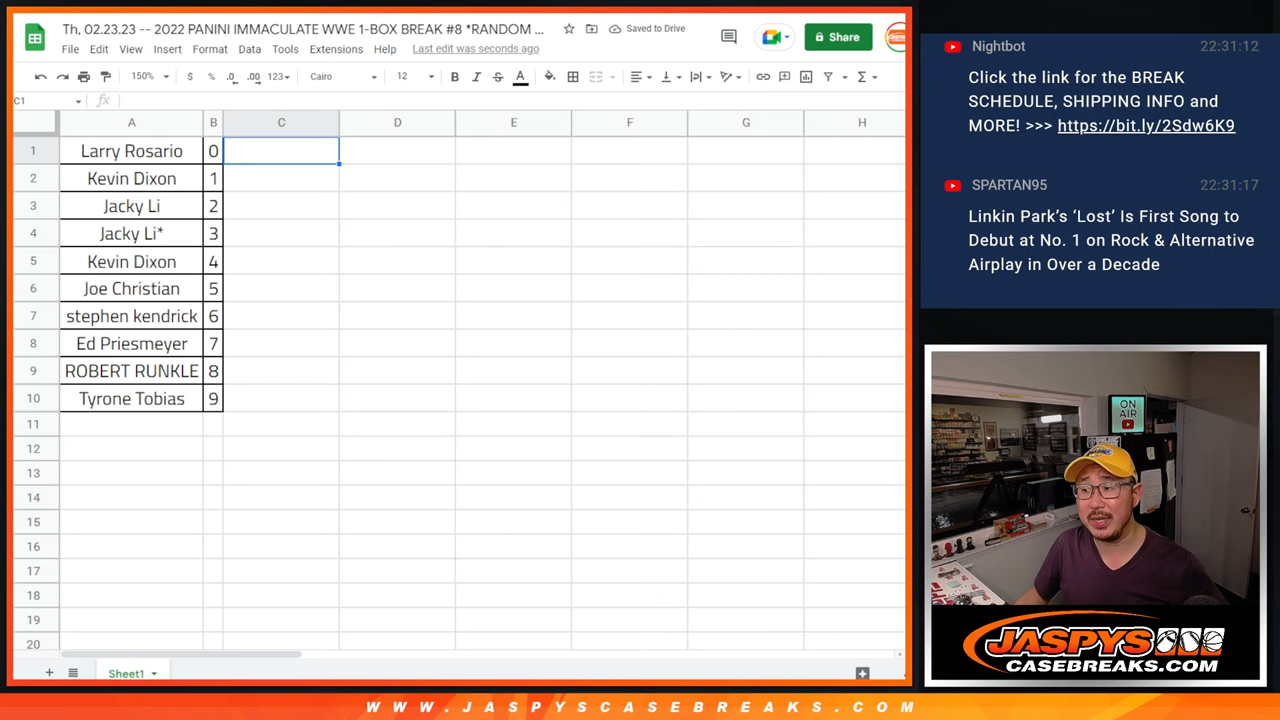 Th, 02.23.23 -- 2022 PANINI IMMACULATE WWE 1-BOX BREAK #8 *RANDOM ...
Saved to Drive
Share
File Edit View Insert Format Data Tools Extensions Help Last edit was seconds ago
150% $ % .0 .00 123 Cairo 12 B I S A
C1 fx
A B C D E F G H
1 Larry Rosario 0
2 Kevin Dixon 1
3 Jacky Li 2
4 Jacky Li* 3
5 Kevin Dixon 4
6 Joe Christian 5
7 stephen kendrick 6
8 Ed Priesmeyer 7
9 ROBERT RUNKLE 8
10 Tyrone Tobias 9
11
12
13
14
15
16
17
18
19
20
Sheet1
Nightbot 22:31:12
Click the link for the BREAK
SCHEDULE, SHIPPING INFO and
MORE! >>> https://bit.ly/2Sdw6K9
SPARTAN95 22:31:17
Linkin Park's 'Lost' Is First Song to
Debut at No. 1 on Rock & Alternative
Airplay in Over a Decade
ON
AIR
JASPYS
CASEBREAKS.COM
WWW.JASPYSCASEBREAKS.COM